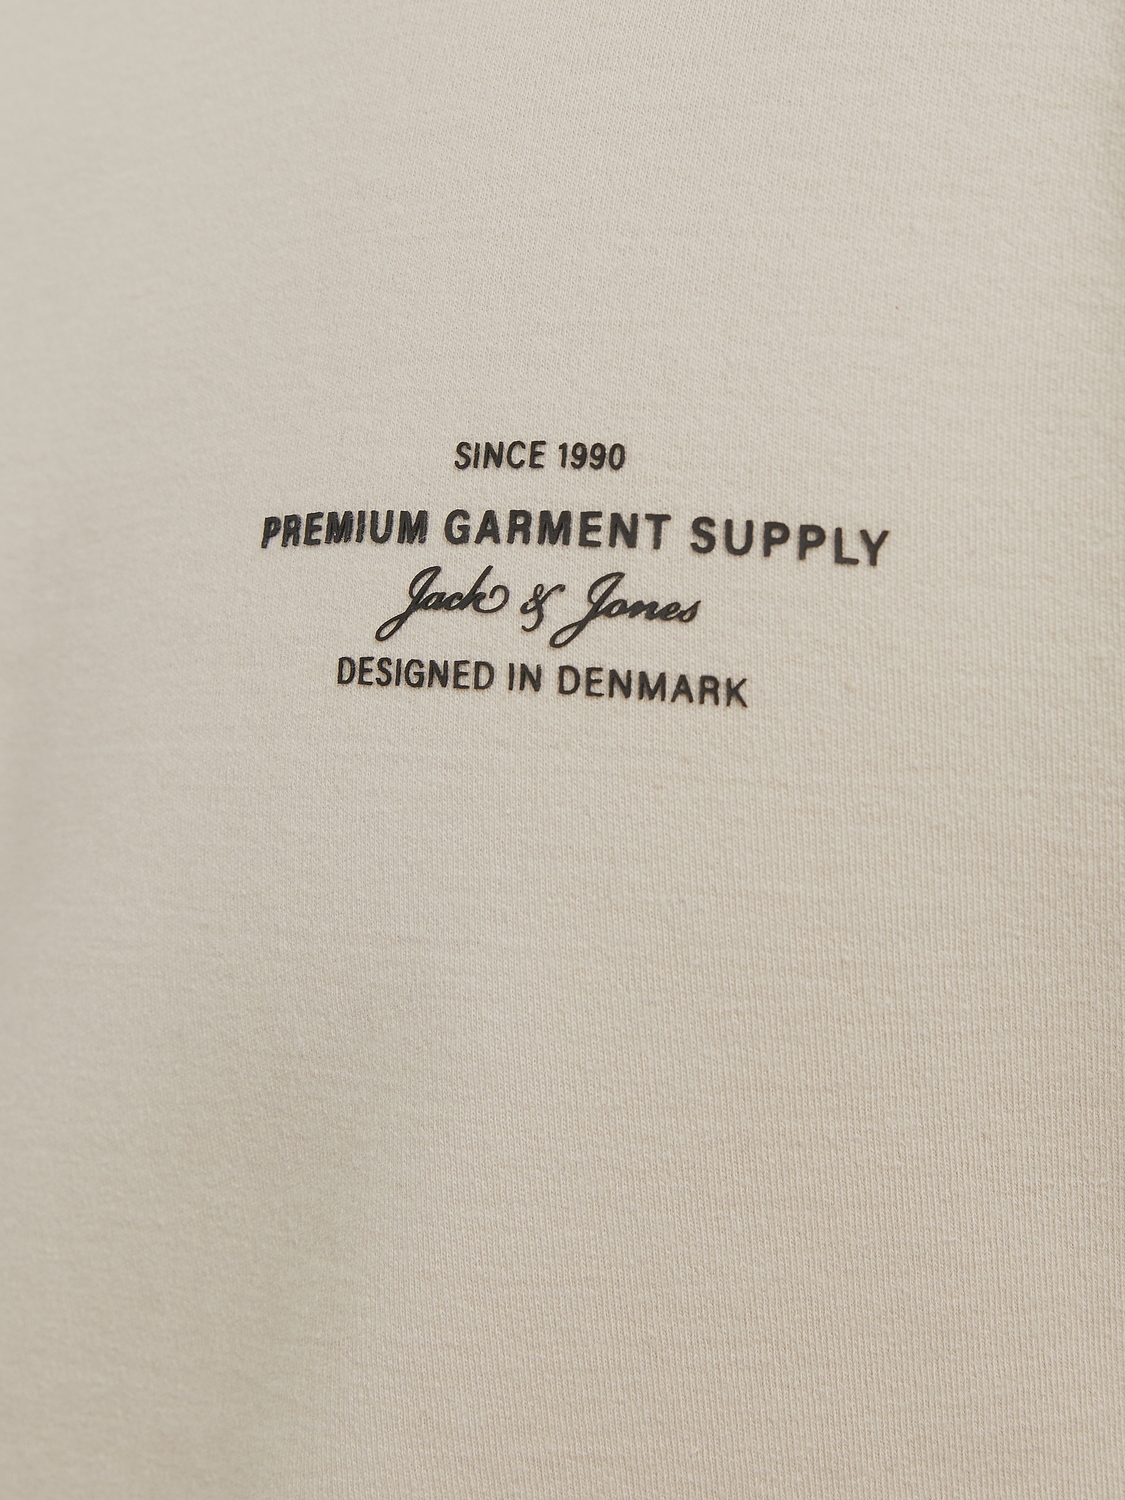 SINCE 1990
PREMIUM GARMENT SUPPLY
Jack & Jones
DESIGNED IN DENMARK